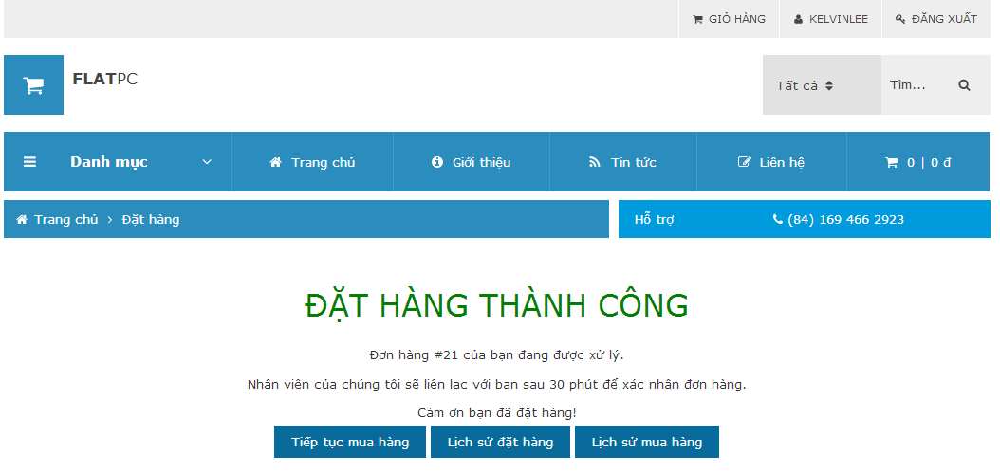 GIỎ HÀNG KELVINLEE ĐĂNG XUẤT
FLATPC Tất cả Tìm...
Danh mục Trang chủ Giới thiệu Tin tức Liên hệ 0 | 0 đ
Trang chủ > Đặt hàng Hỗ trợ (84) 169 466 2923
ĐẶT HÀNG THÀNH CÔNG
Đơn hàng #21 của bạn đang được xử lý.
Nhân viên của chúng tôi sẽ liên lạc với bạn sau 30 phút để xác nhận đơn hàng.
Cảm ơn bạn đã đặt hàng!
Tiếp tục mua hàng Lịch sử đặt hàng Lịch sử mua hàng